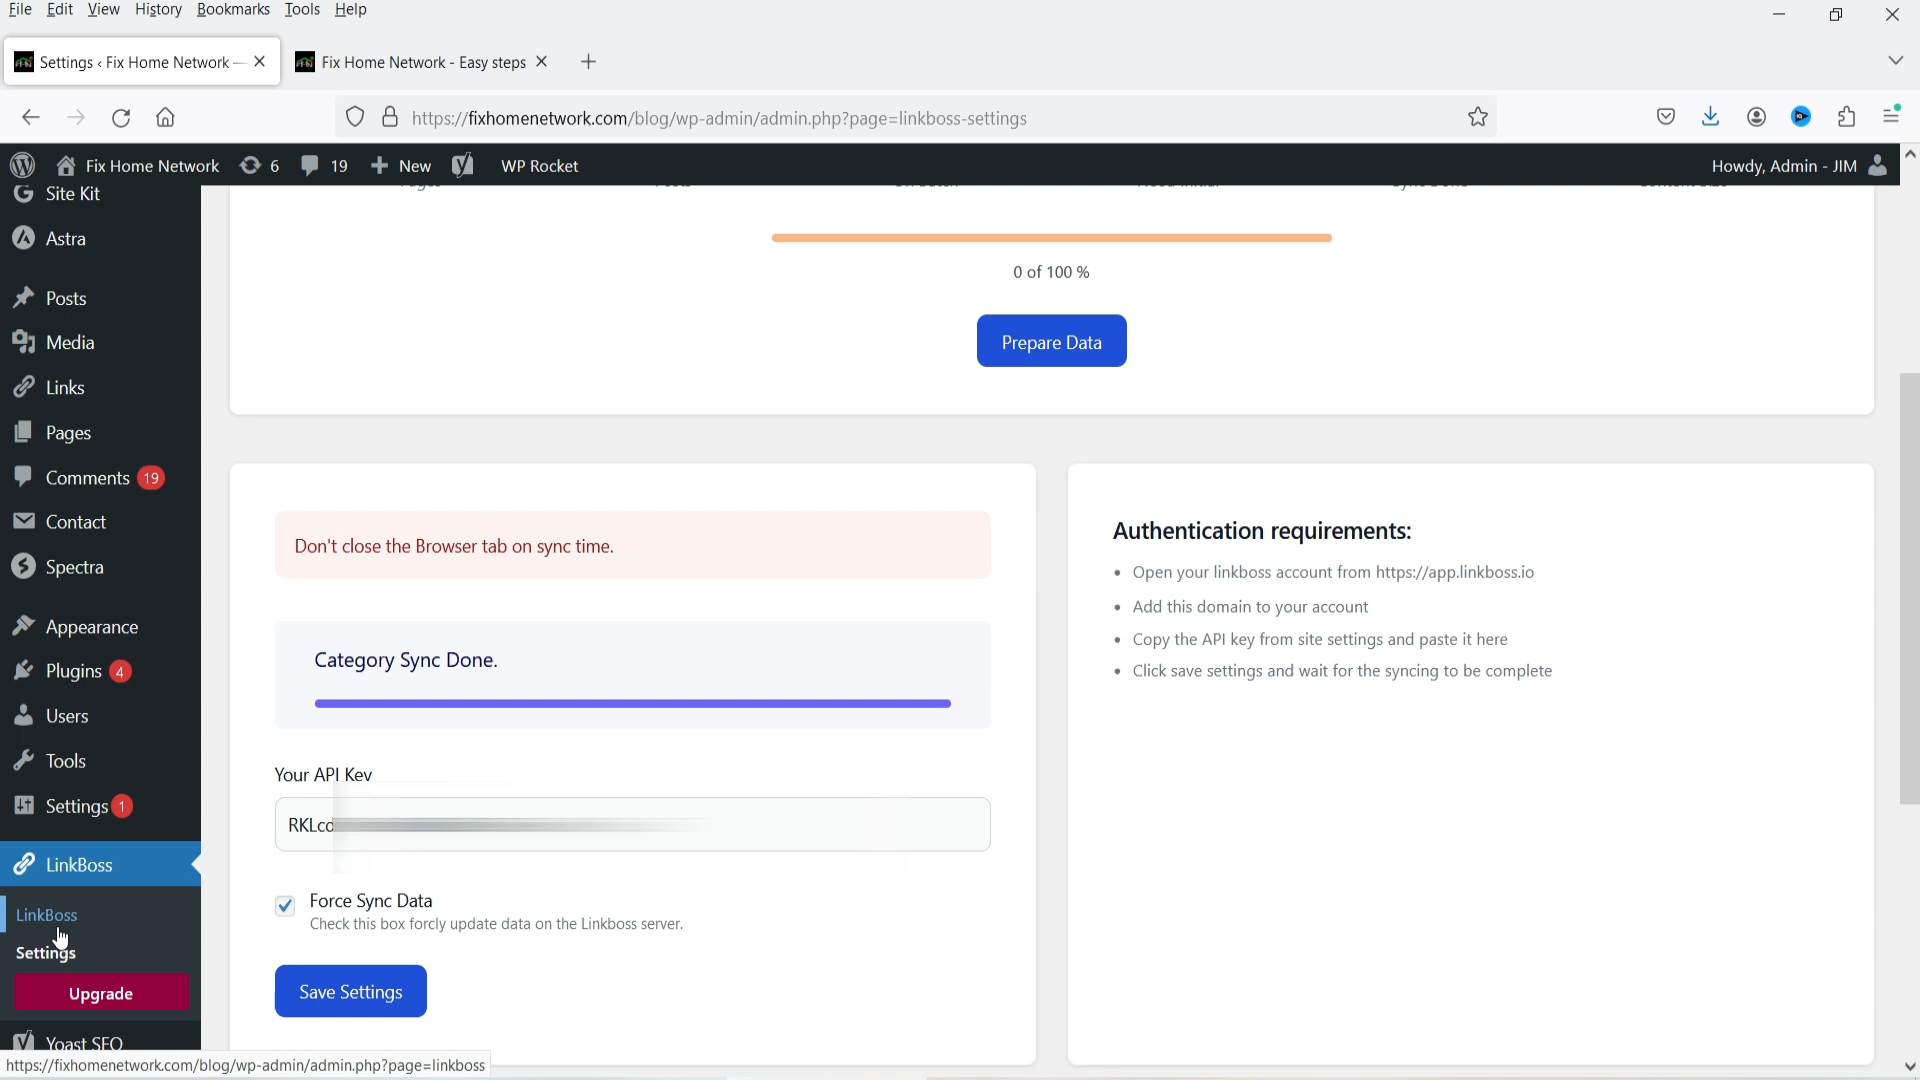 File Edit View History Bookmarks Tools Help
Settings ‹ Fix Home Network — Fix Home Network - Easy steps
https://fixhomenetwork.com/blog/wp-admin/admin.php?page=linkboss-settings
Fix Home Network 6 19 New WP Rocket Howdy, Admin - JIM
Site Kit
Astra
Posts
Media
Links
Pages
Comments 19
Contact
Spectra
Appearance
Plugins 4
Users
Tools
Settings 1
LinkBoss
LinkBoss
Settings
Upgrade
Yoast SEO
0 of 100 %
Prepare Data
Don't close the Browser tab on sync time.
Category Sync Done.
Your API Key
RKLcd
Force Sync Data
Check this box forcly update data on the Linkboss server.
Save Settings
Authentication requirements:
• Open your linkboss account from https://app.linkboss.io
• Add this domain to your account
• Copy the API key from site settings and paste it here
• Click save settings and wait for the syncing to be complete
https://fixhomenetwork.com/blog/wp-admin/admin.php?page=linkboss